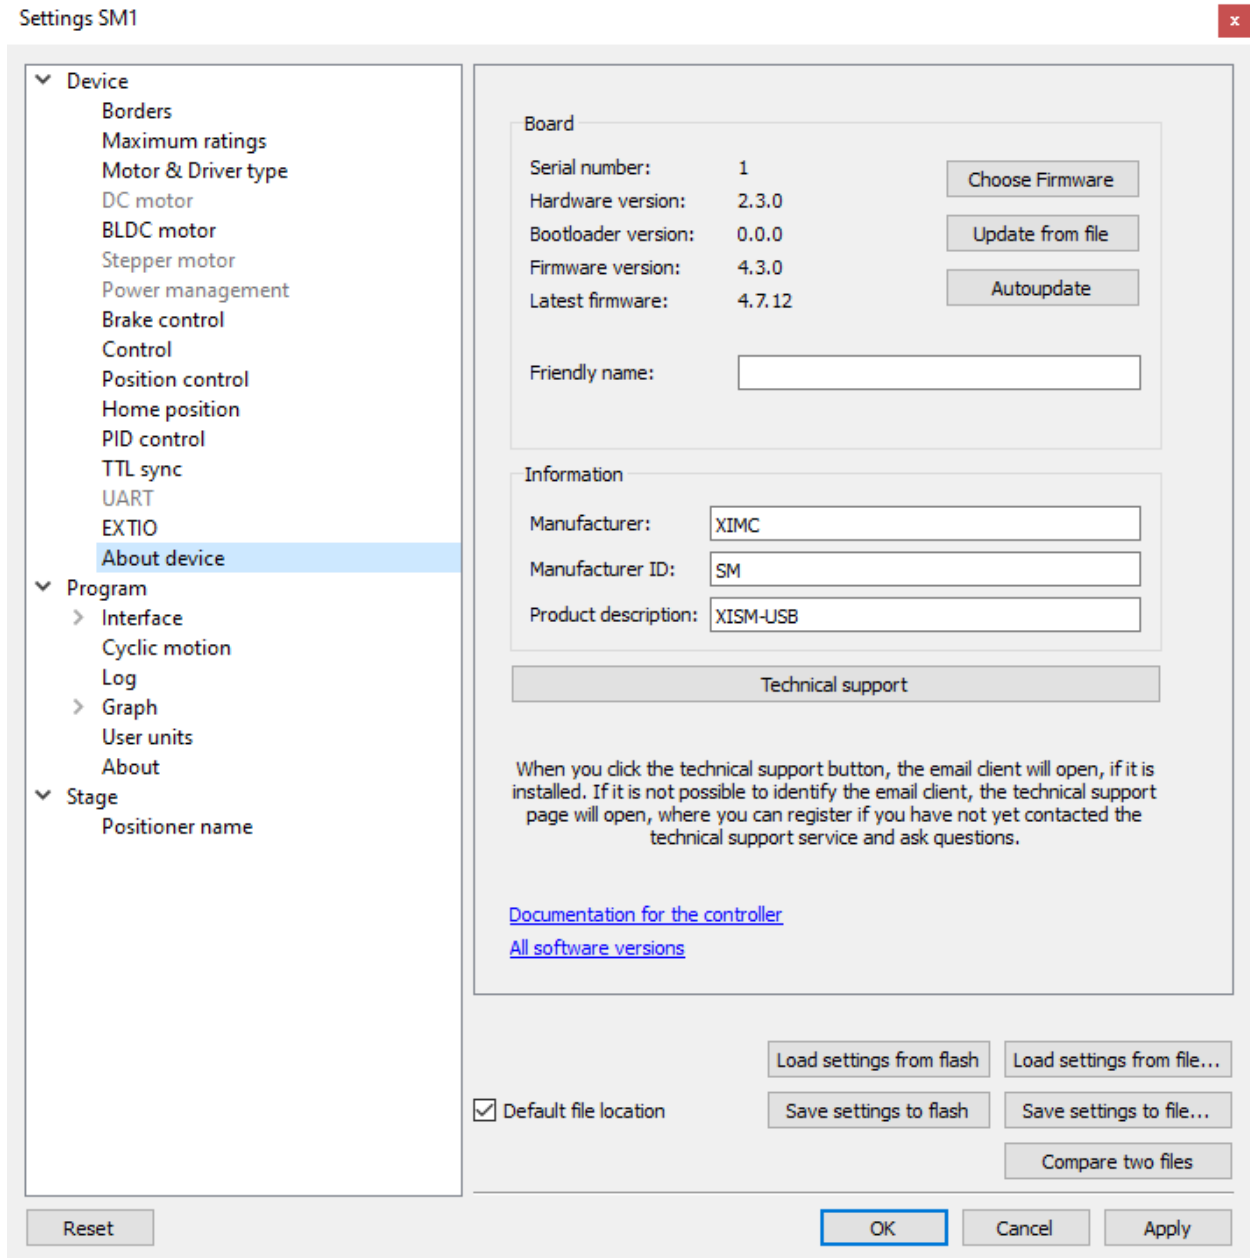 Settings SM1
x
Device
Borders
Maximum ratings
Motor & Driver type
DC motor
BLDC motor
Stepper motor
Power management
Brake control
Control
Position control
Home position
PID control
TTL sync
UART
EXTIO
About device
Program
Interface
Cyclic motion
Log
Graph
User units
About
Stage
Positioner name
Board
Serial number: 1
Hardware version: 2.3.0
Bootloader version: 0.0.0
Firmware version: 4.3.0
Latest firmware: 4.7.12
Choose Firmware
Update from file
Autoupdate
Friendly name:
Information
Manufacturer: XIMC
Manufacturer ID: SM
Product description: XISM-USB
Technical support
When you click the technical support button, the email client will open, if it is
installed. If it is not possible to identify the email client, the technical support
page will open, where you can register if you have not yet contacted the
technical support service and ask questions.
Documentation for the controller
All software versions
Load settings from flash Load settings from file...
Default file location Save settings to flash Save settings to file...
Compare two files
Reset OK Cancel Apply